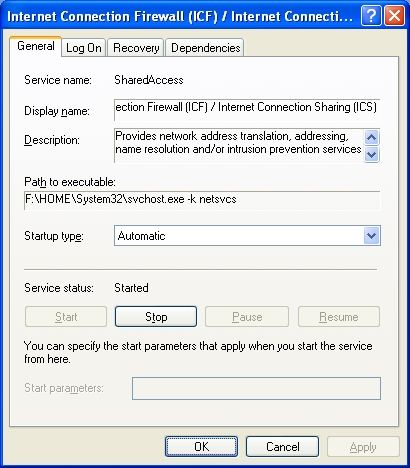 Internet Connection Firewall (ICF) / Internet Connecti...
General Log On Recovery Dependencies
Service name: SharedAccess
Display name: ection Firewall (ICF) / Internet Connection Sharing (ICS)
Description: Provides network address translation, addressing,
name resolution and/or intrusion prevention services
Path to executable:
F:\HOME\System32\svchost.exe -k netsvcs
Startup type: Automatic
Service status: Started
Start Stop Pause Resume
You can specify the start parameters that apply when you start the service
from here.
Start parameters:
OK Cancel Apply